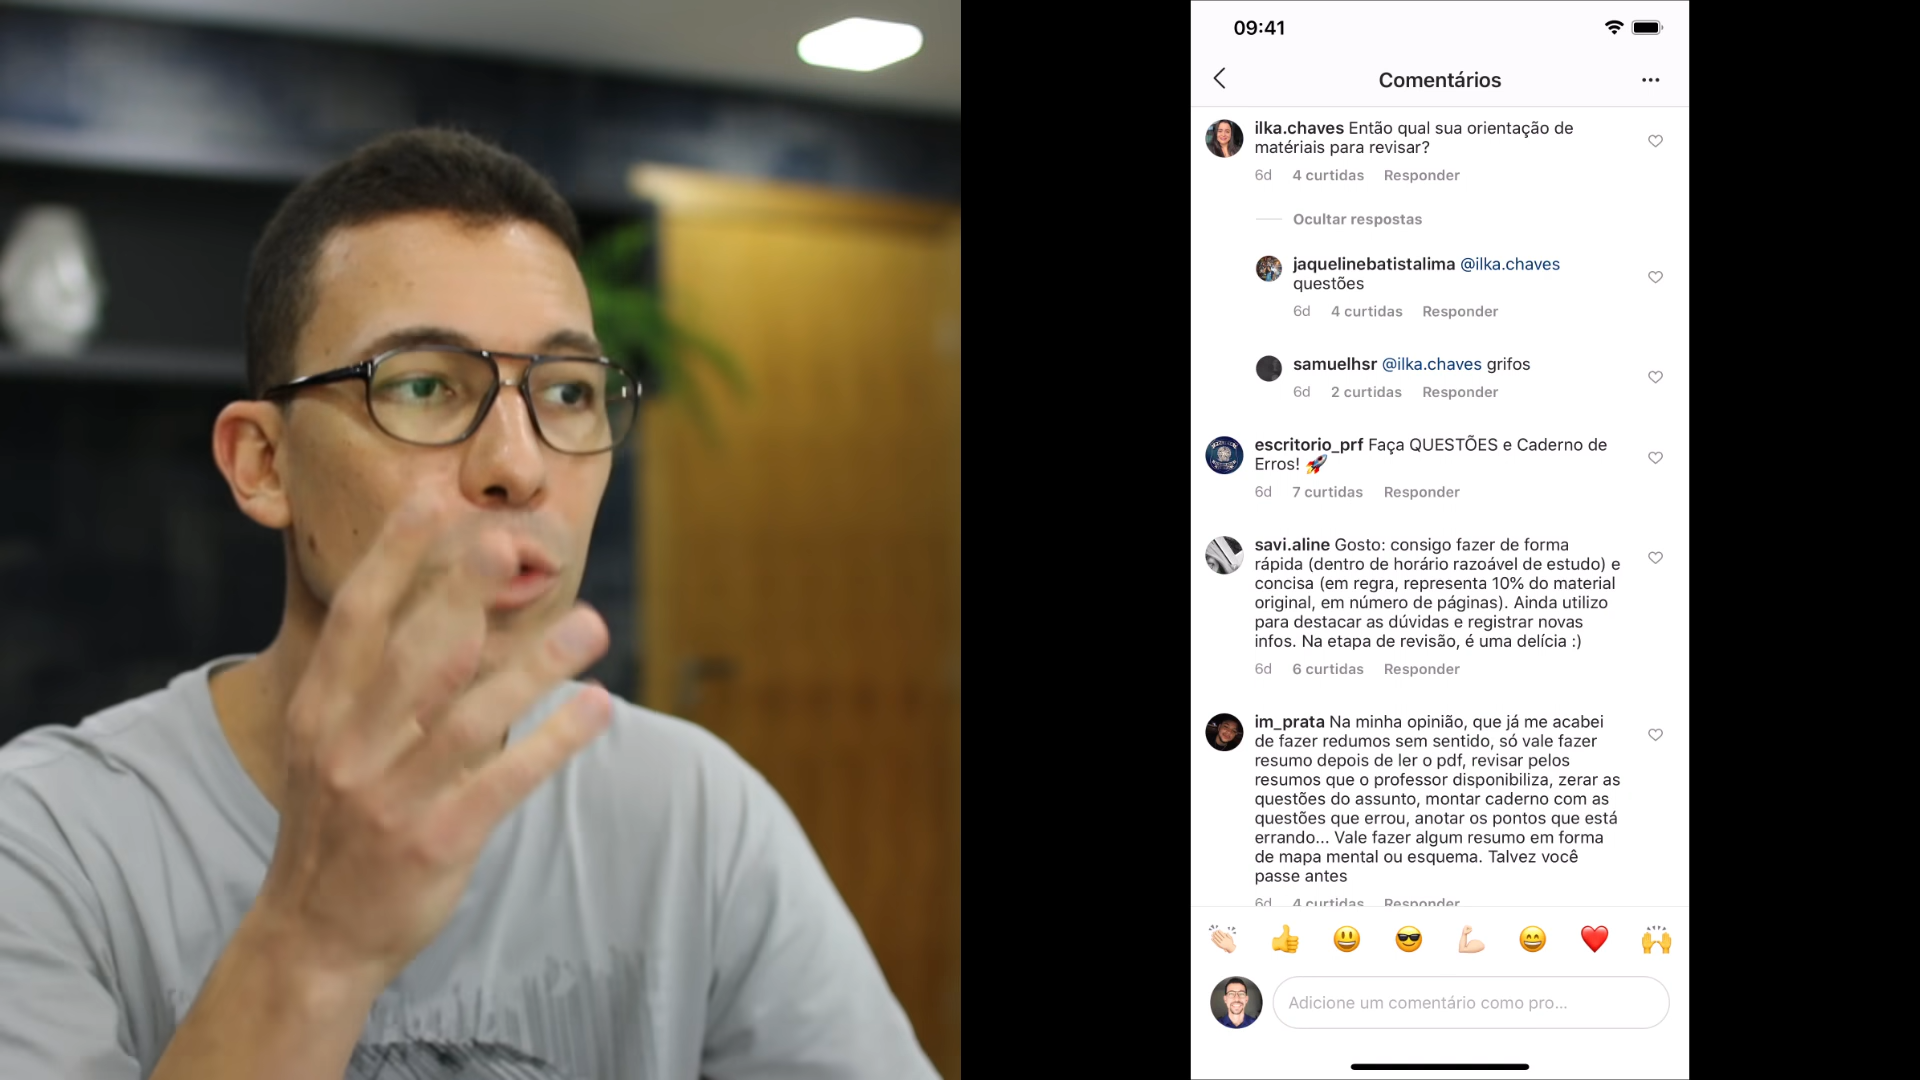 09:41
Comentários
ilka.chaves Então qual sua orientação de
matériais para revisar?
6d 4 curtidas Responder
Ocultar respostas
jaquelinebatistalima @ilka.chaves
questões
6d 4 curtidas Responder
samuelhsr @ilka.chaves grifos
6d 2 curtidas Responder
escritorio_prf Faça QUESTÕES e Caderno de
Erros! 🚀
6d 7 curtidas Responder
savi.aline Gosto: consigo fazer de forma
rápida (dentro de horário razoável de estudo) e
concisa (em regra, representa 10% do material
original, em número de páginas). Ainda utilizo
para destacar as dúvidas e registrar novas
infos. Na etapa de revisão, é uma delícia :)
6d 6 curtidas Responder
im_prata Na minha opinião, que já me acabei
de fazer redumos sem sentido, só vale fazer
resumo depois de ler o pdf, revisar pelos
resumos que o professor disponibiliza, zerar as
questões do assunto, montar caderno com as
questões que errou, anotar os pontos que está
errando... Vale fazer algum resumo em forma
de mapa mental ou esquema. Talvez você
passe antes
6d 4 curtidas Responder
Adicione um comentário como pro...